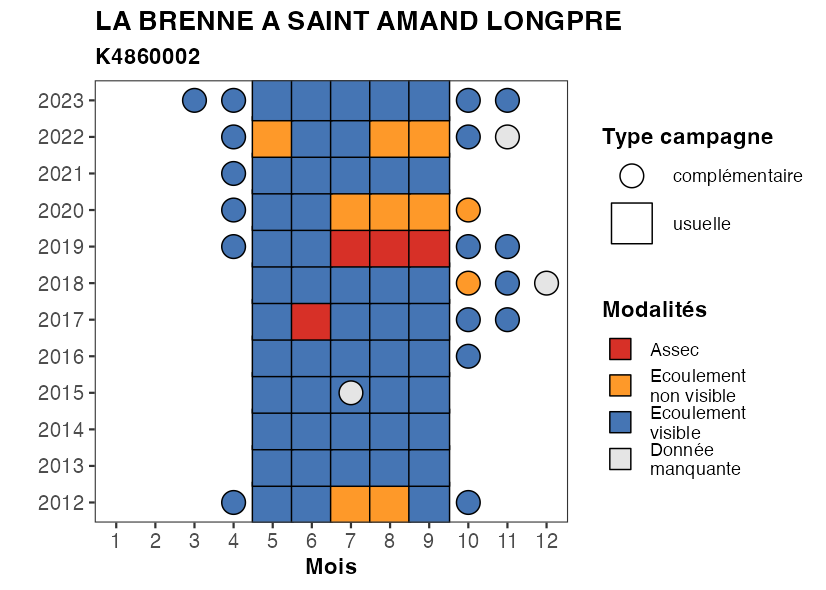 LA BRENNE A SAINT AMAND LONGPRE
K4860002
2023
2022
2021
2020
2019
2018
2017
2016
2015
2014
2013
2012
1 2 3 4 5 6 7 8 9 10 11 12
Mois
Type campagne
complémentaire
usuelle
Modalités
Assec
Ecoulement
non visible
Ecoulement
visible
Donnée
manquante